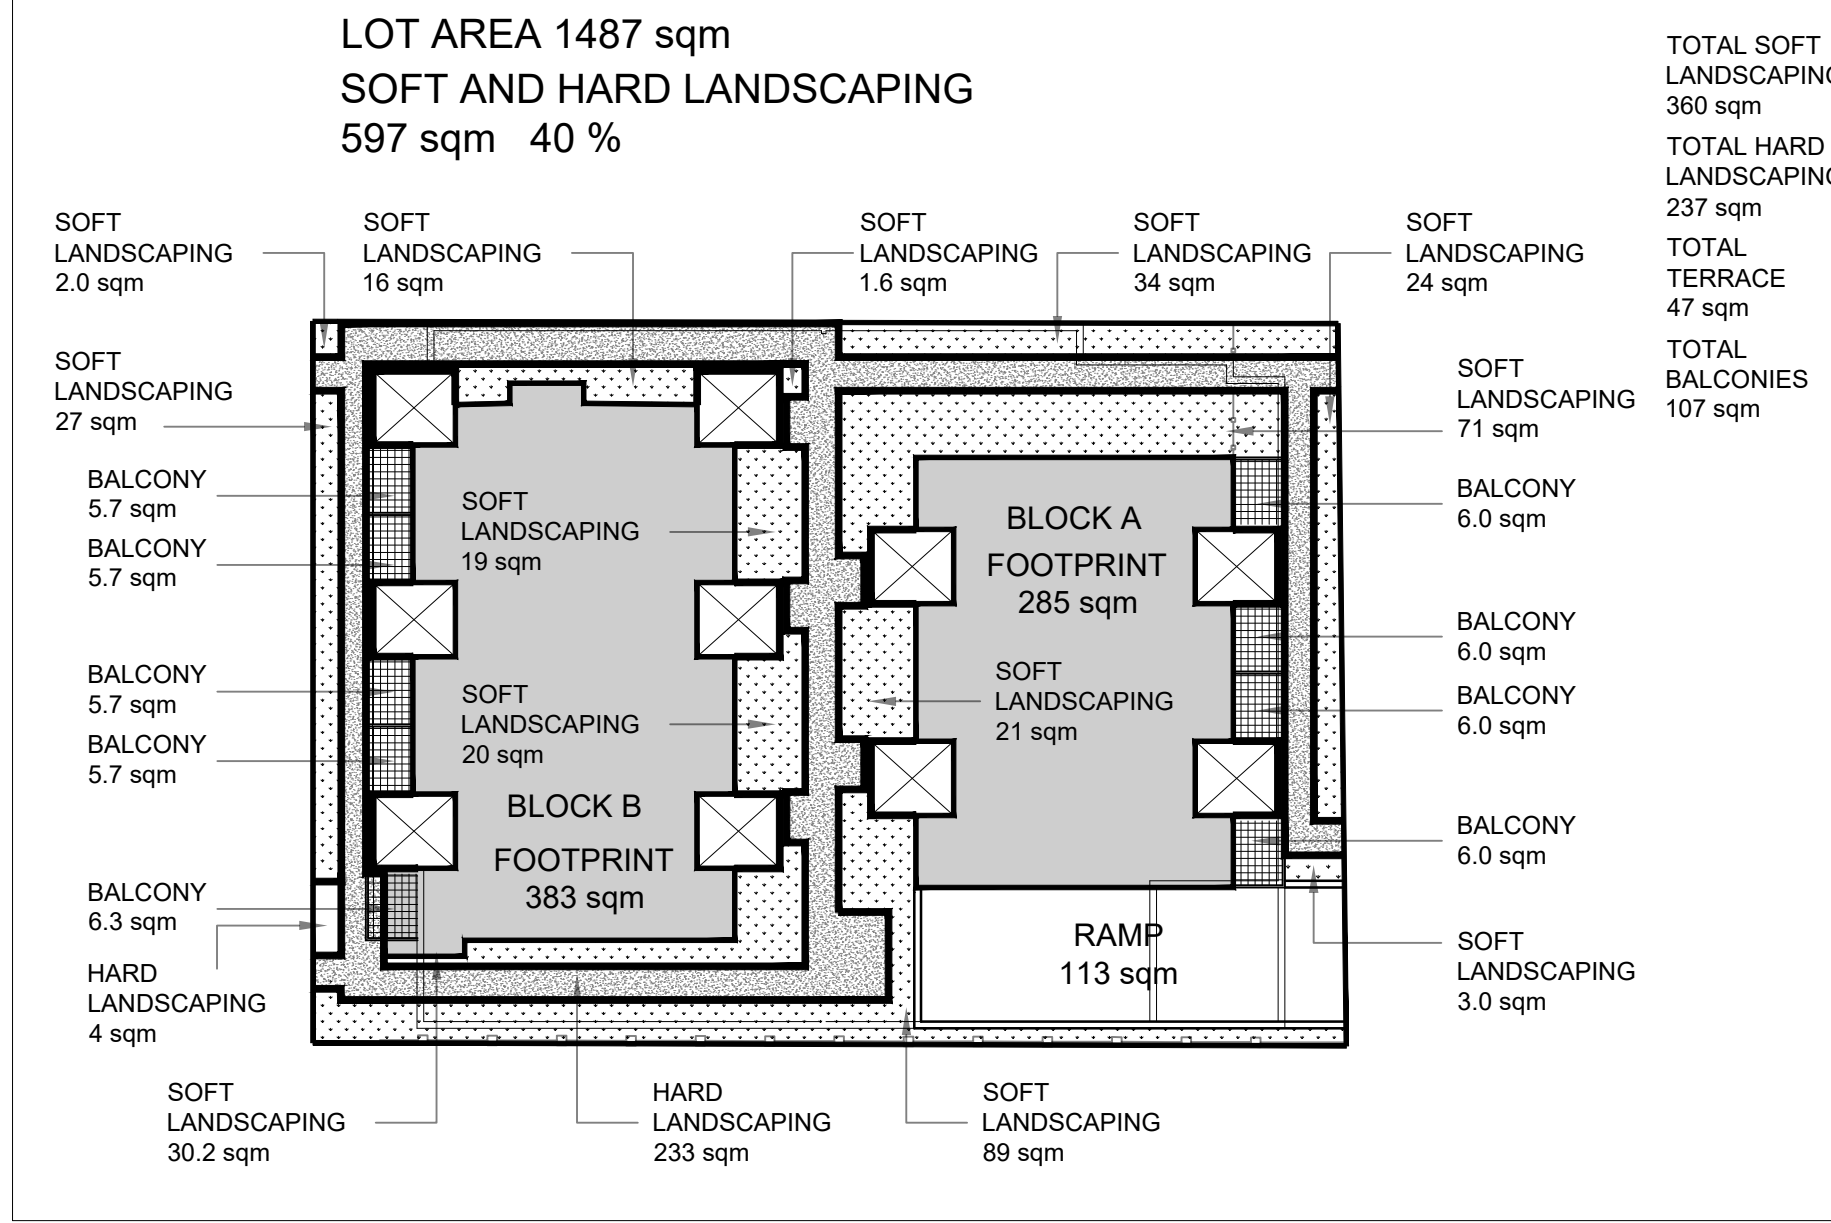 LOT AREA 1487 sqm
SOFT AND HARD LANDSCAPING
597 sqm 40 %
TOTAL SOFT
LANDSCAPING
360 sqm
TOTAL HARD
LANDSCAPING
237 sqm
TOTAL
TERRACE
47 sqm
TOTAL
BALCONIES
107 sqm
SOFT
LANDSCAPING
2.0 sqm
SOFT
LANDSCAPING
16 sqm
SOFT
LANDSCAPING
1.6 sqm
SOFT
LANDSCAPING
34 sqm
SOFT
LANDSCAPING
24 sqm
SOFT
LANDSCAPING
27 sqm
BALCONY
5.7 sqm
BALCONY
5.7 sqm
BALCONY
5.7 sqm
BALCONY
5.7 sqm
BALCONY
6.3 sqm
HARD
LANDSCAPING
4 sqm
SOFT
LANDSCAPING
19 sqm
SOFT
LANDSCAPING
20 sqm
BLOCK B
FOOTPRINT
383 sqm
BLOCK A
FOOTPRINT
285 sqm
SOFT
LANDSCAPING
21 sqm
RAMP
113 sqm
SOFT
LANDSCAPING
71 sqm
BALCONY
6.0 sqm
BALCONY
6.0 sqm
BALCONY
6.0 sqm
BALCONY
6.0 sqm
SOFT
LANDSCAPING
3.0 sqm
SOFT
LANDSCAPING
30.2 sqm
HARD
LANDSCAPING
233 sqm
SOFT
LANDSCAPING
89 sqm